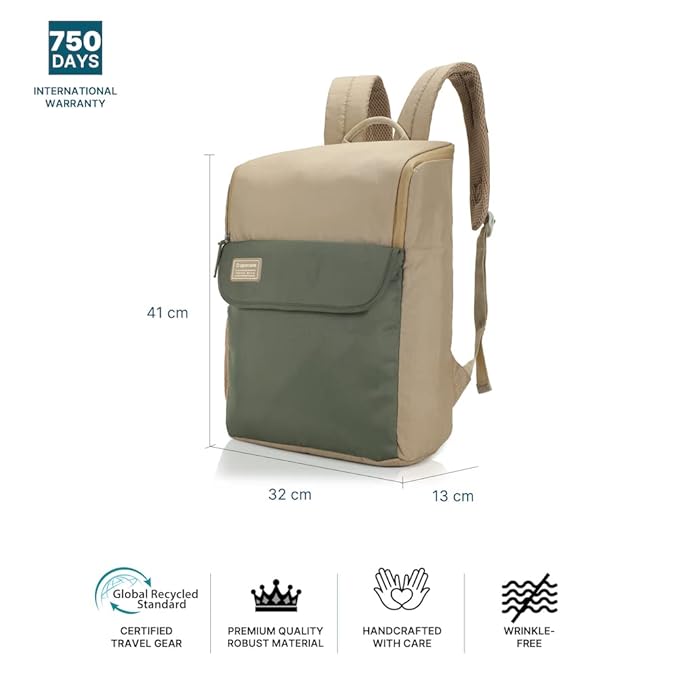 750
DAYS
INTERNATIONAL
WARRANTY
41 cm
32 cm
13 cm
Global Recycled
Standard
CERTIFIED
TRAVEL GEAR
PREMIUM QUALITY
ROBUST MATERIAL
HANDCRAFTED
WITH CARE
WRINKLE-
FREE